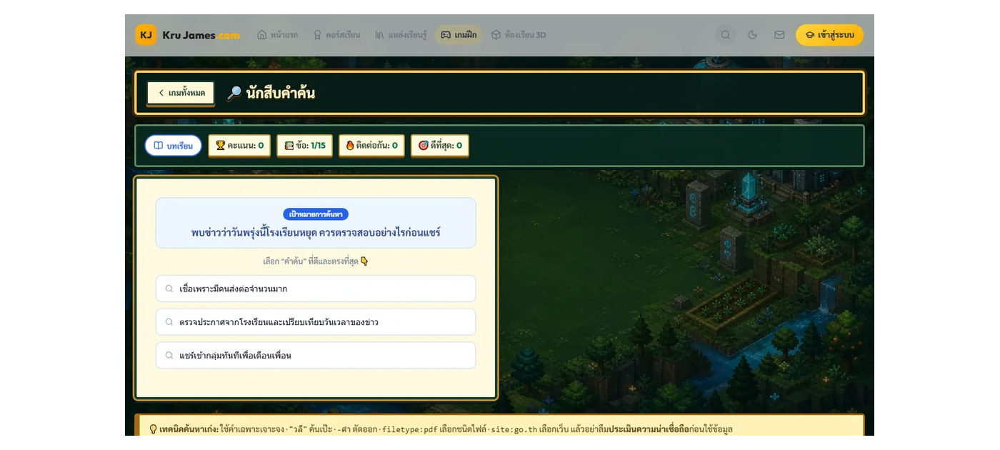 KJ Kru James.com หน้าแรก คอร์สเรียน แหล่งเรียนรู้ เกมฝึก ห้องเรียน 3D เข้าสู่ระบบ
เกมทั้งหมด นักสืบคำค้น
บทเรียน คะแนน: 0 ข้อ: 1/15 ติดต่อกัน: 0 ดีที่สุด: 0
เป้าหมายการค้นหา
พบข่าวว่าวันพรุ่งนี้โรงเรียนหยุด ควรตรวจสอบอย่างไรก่อนแชร์
เลือก "คำค้น" ที่ดีและตรงที่สุด
เชื่อเพราะมีคนส่งต่อจำนวนมาก
ตรวจประกาศจากโรงเรียนและเปรียบเทียบวันเวลาของข่าว
แชร์เข้ากลุ่มทันทีเพื่อเตือนเพื่อน
เทคนิคค้นหาเก่ง: ใช้คำเฉพาะเจาะจง · "วลี" ค้นเป๊ะ · -คำ ตัดออก · filetype:pdf เลือกชนิดไฟล์ · site:go.th เลือกเว็บ แล้วอย่าลืมประเมินความน่าเชื่อถือก่อนใช้ข้อมูล